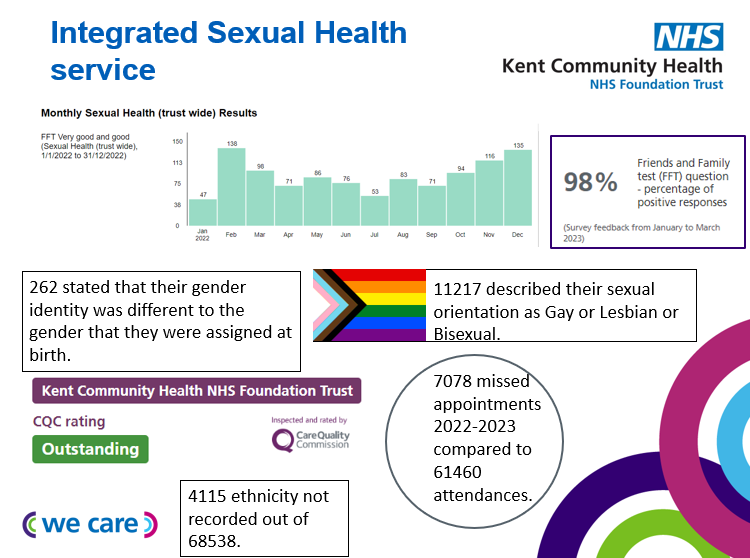 Integrated Sexual Health
service
NHS
Kent Community Health
NHS Foundation Trust
Monthly Sexual Health (trust wide) Results
FFT Very good and good
(Sexual Health (trust wide),
1/1/2022 to 31/12/2022)
150
113
75
38
0
47
138
98
71
86
76
53
83
71
94
116
135
Jan
2022
Feb
Mar
Apr
May
Jun
Jul
Aug
Sep
Oct
Nov
Dec
98%
Friends and Family
test (FFT) question
- percentage of
positive responses
(Survey feedback from January to March
2023)
262 stated that their gender
identity was different to the
gender that they were assigned at
birth.
11217 described their sexual
orientation as Gay or Lesbian or
Bisexual.
Kent Community Health NHS Foundation Trust
CQC rating
Outstanding
Inspected and rated by
CareQuality
Commission
7078 missed
appointments
2022-2023
compared to
61460
attendances.
we care
4115 ethnicity not
recorded out of
68538.